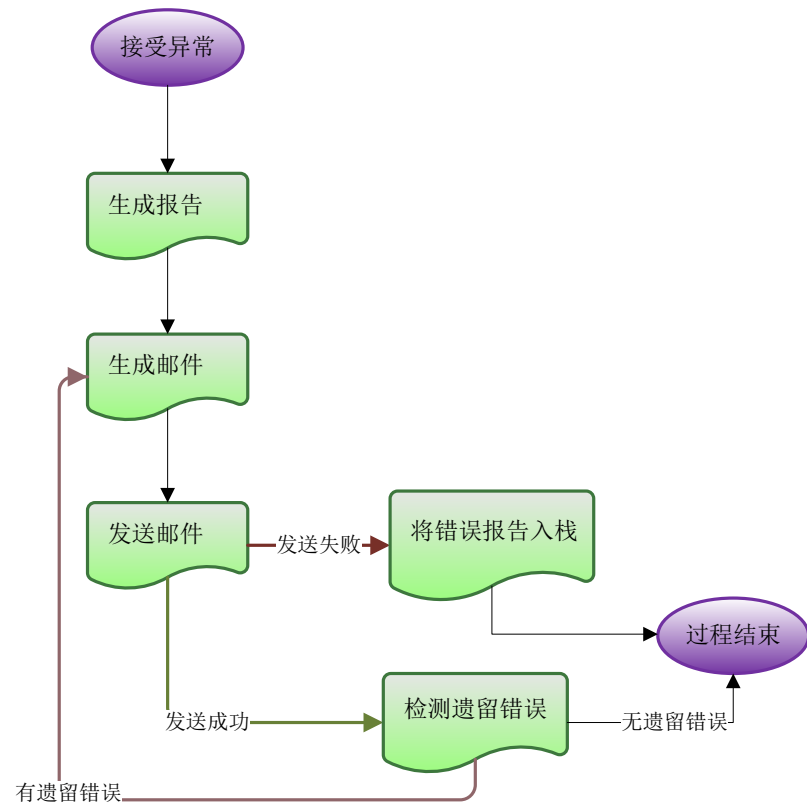 接受异常
生成报告
生成邮件
发送邮件
发送失败
将错误报告入栈
过程结束
检测遗留错误
发送成功
无遗留错误
有遗留错误